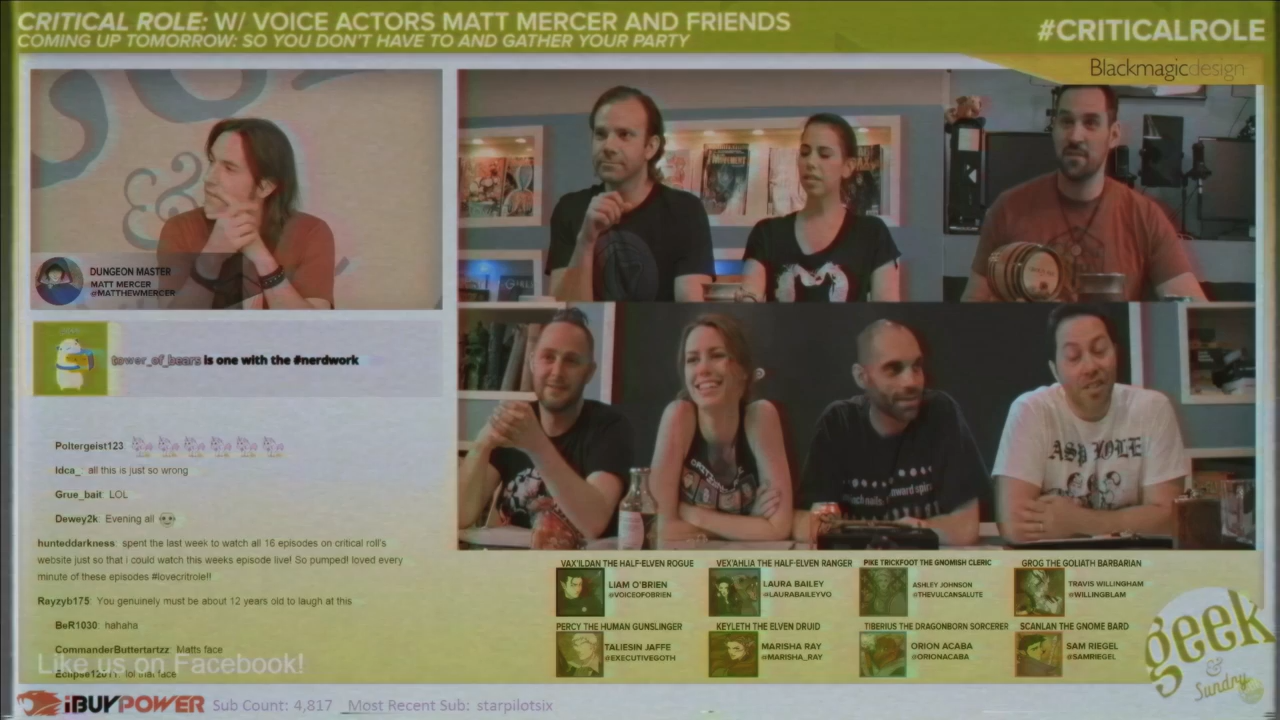 CRITICAL ROLE: W/ VOICE ACTORS MATT MERCER AND FRIENDS
COMING UP TOMORROW: SO YOU DON'T HAVE TO AND GATHER YOUR PARTY
#CRITICALROLE
Blackmagicdesign
DUNGEON MASTER
MATT MERCER
@MATTHEWMERCER
tower_of_bears is one with the #nerdwork
Poltergeist123
Idca_ all this is just so wrong
Grue_bait: LOL
Dewey2k: Evening all
hunteddarkness: spent the last week to watch all 16 episodes on critical roll's
website just so that i could watch this weeks episode live! So pumped! loved every
minute of these episodes #lovecritrole!!
Rayzyb175: You genuinely must be about 12 years old to laugh at this
BeR1030: hahaha
CommanderButtertartzz: Matts face
Like us on Facebook!
lol that face
ASP HOLE
VAX'ILDAN THE HALF-ELVEN ROGUE
LIAM O'BRIEN
@VOICEOFOBRIEN
VEX'AHLIA THE HALF-ELVEN RANGER
LAURA BAILEY
@LAURABAILEYVO
PIKE TRICKFOOT THE GNOMISH CLERIC
ASHLEY JOHNSON
@THEVULCANSALUTE
GROG THE GOLIATH BARBARIAN
TRAVIS WILLINGHAM
@WILLINGBLAM
PERCY THE HUMAN GUNSLINGER
TALIESIN JAFFE
@EXECUTIVEGOTH
KEYLETH THE ELVEN DRUID
MARISHA RAY
@MARISHA_RAY
TIBERIUS THE DRAGONBORN SORCERER
ORION ACABA
@ORIONACABA
SCANLAN THE GNOME BARD
SAM RIEGEL
@SAMRIEGEL
geek
&
Sundry
iBUYPOWER Sub Count: 4,817 Most Recent Sub: starpilotsix